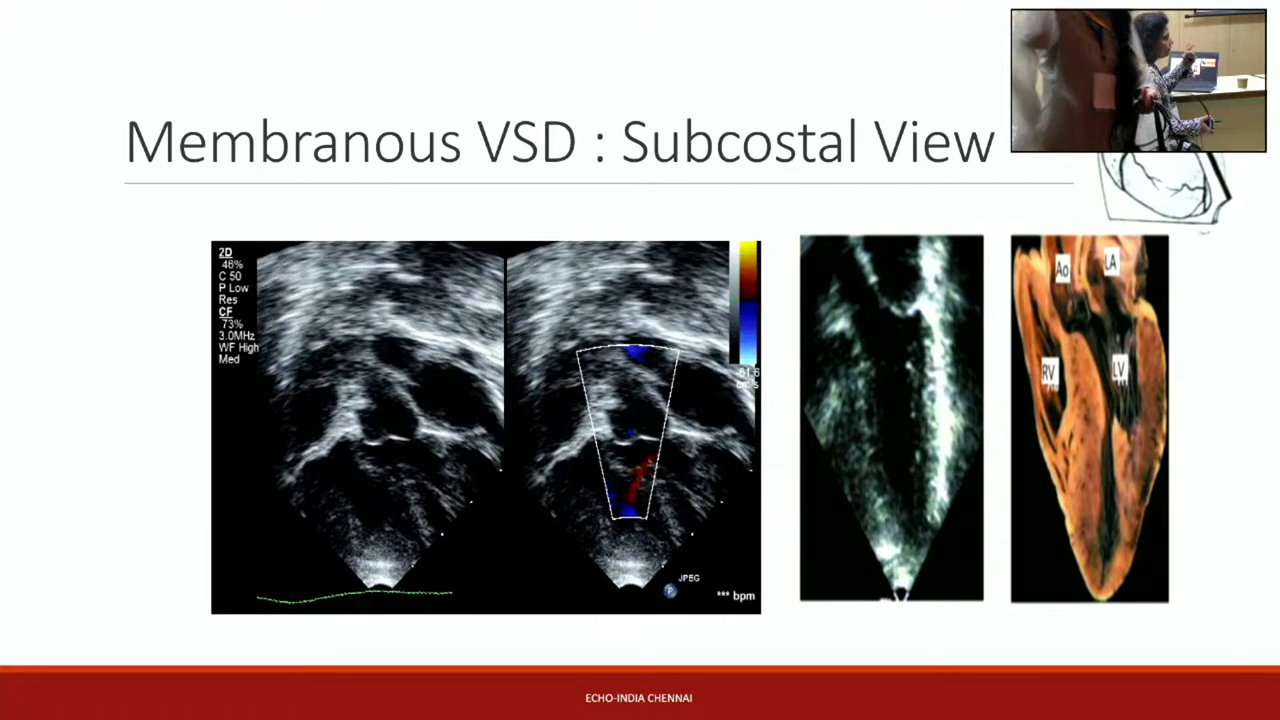 Membranous VSD : Subcostal View
2D
46%
C 50
P Low
Res
CF
73%
3.0MHz
WF High
Med
JPEG
P
*** bpm
Ao
LA
RV
LV
ECHO-INDIA CHENNAI